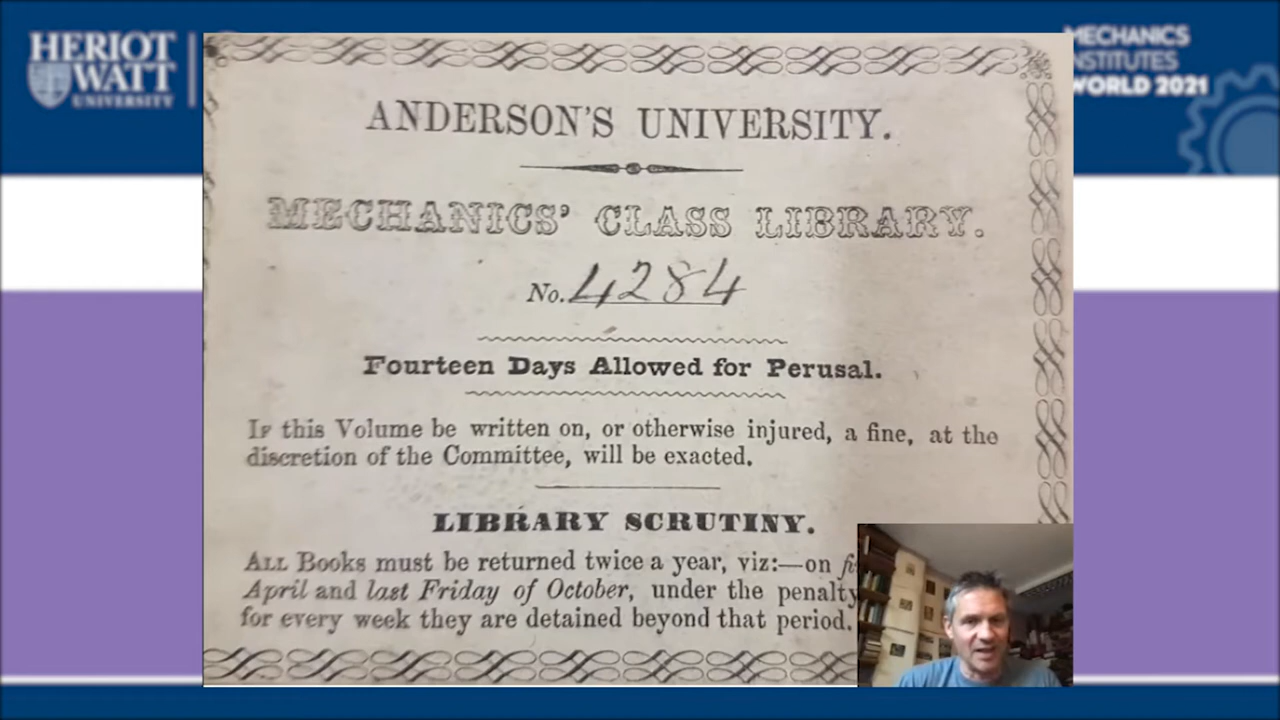 HERIOT
WATT
UNIVERSITY
MECHANICS
INSTITUTES
WORLD 2021
ANDERSON'S UNIVERSITY.
MECHANICS' CLASS LIBRARY.
No. 4284
Fourteen Days Allowed for Perusal.
If this Volume be written on, or otherwise injured, a fine, at the
discretion of the Committee, will be exacted.
LIBRARY SCRUTINY.
ALL Books must be returned twice a year, viz:—on
April and last Friday of October, under the penalty
for every week they are detained beyond that period.